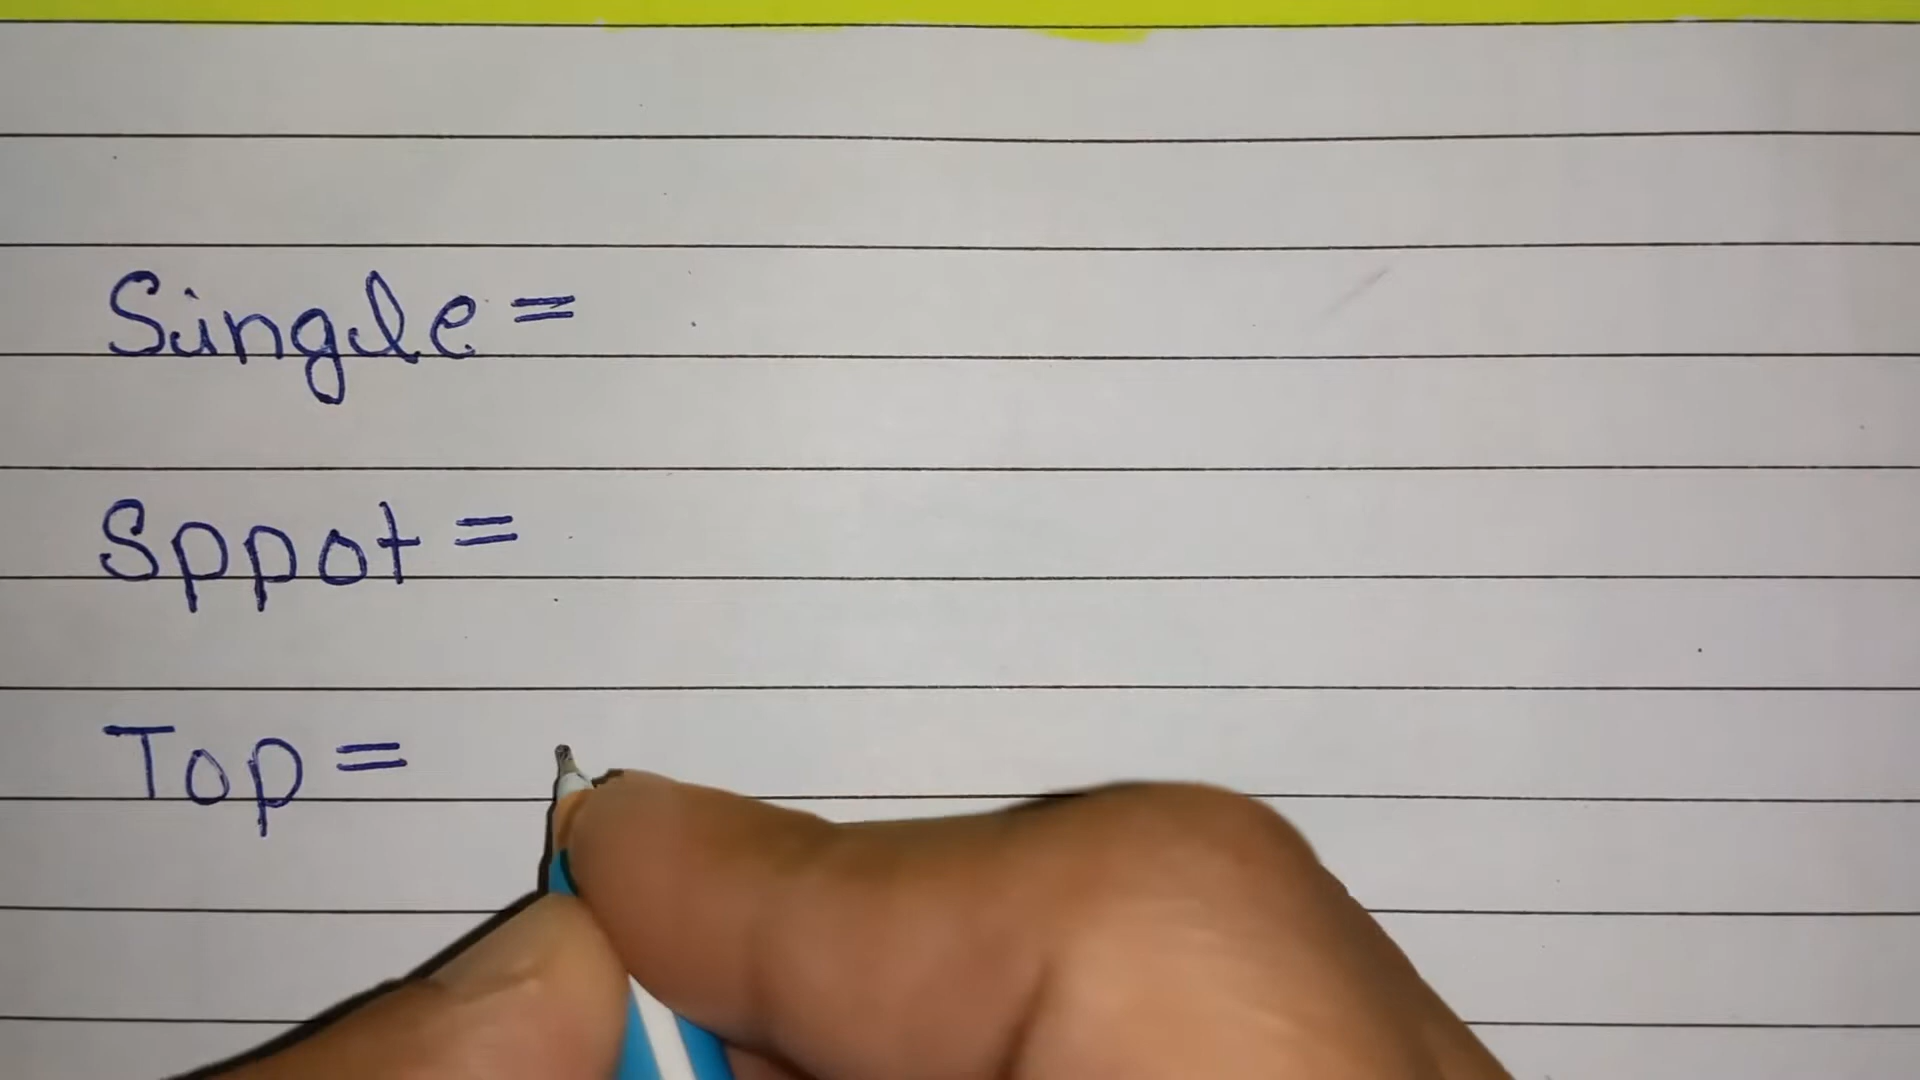 Single =
Sppot =
Top =